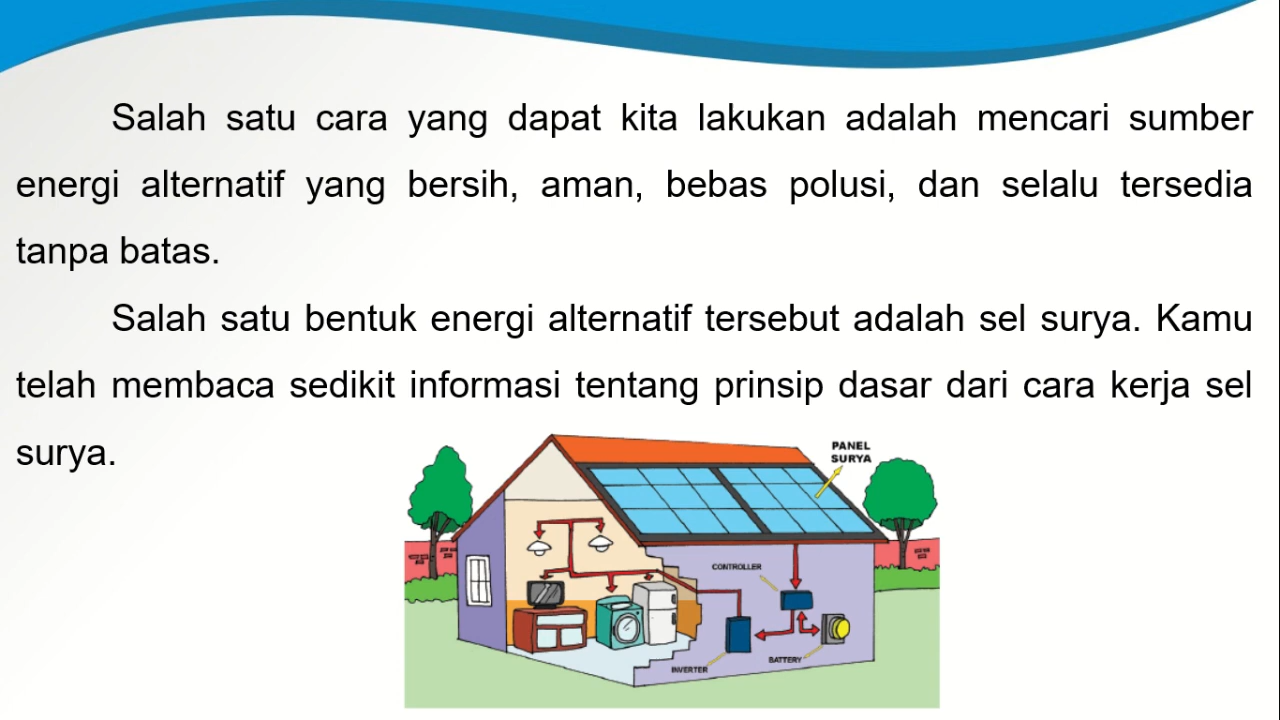 Salah satu cara yang dapat kita lakukan adalah mencari sumber
energi alternatif yang bersih, aman, bebas polusi, dan selalu tersedia
tanpa batas.
Salah satu bentuk energi alternatif tersebut adalah sel surya. Kamu
telah membaca sedikit informasi tentang prinsip dasar dari cara kerja sel
surya.
PANEL
SURYA
CONTROLLER
BATTERY
INVERTER